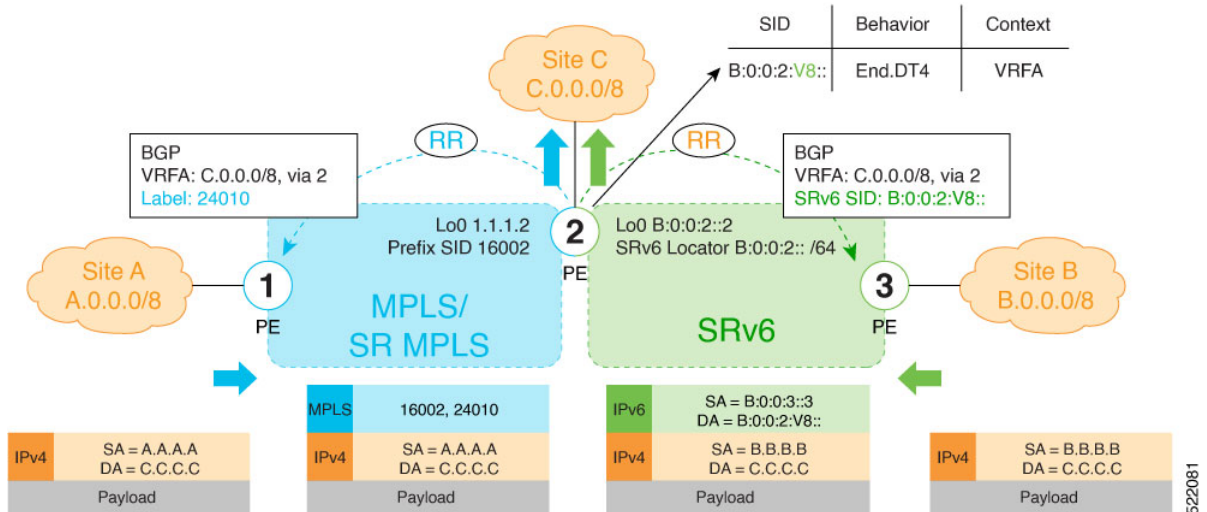 SID Behavior Context
B:0:0:2:V8:: End.DT4 VRFA
Site C
C.0.0.0/8
RR
RR
BGP
VRFA: C.0.0.0/8, via 2
Label: 24010
BGP
VRFA: C.0.0.0/8, via 2
SRv6 SID: B:0:0:2:V8::
Lo0 1.1.1.2
Prefix SID 16002
2
PE
Lo0 B:0:0:2::2
SRv6 Locator B:0:0:2:: /64
Site A
A.0.0.0/8
1
PE
MPLS/
SR MPLS
SRv6
3
PE
Site B
B.0.0.0/8
IPv4
SA = A.A.A.A
DA = C.C.C.C
Payload
MPLS
16002, 24010
IPv4
SA = A.A.A.A
DA = C.C.C.C
Payload
IPv6
SA = B:0:0:3::3
DA = B:0:0:2:V8::
IPv4
SA = B.B.B.B
DA = C.C.C.C
Payload
IPv4
SA = B.B.B.B
DA = C.C.C.C
Payload
522081